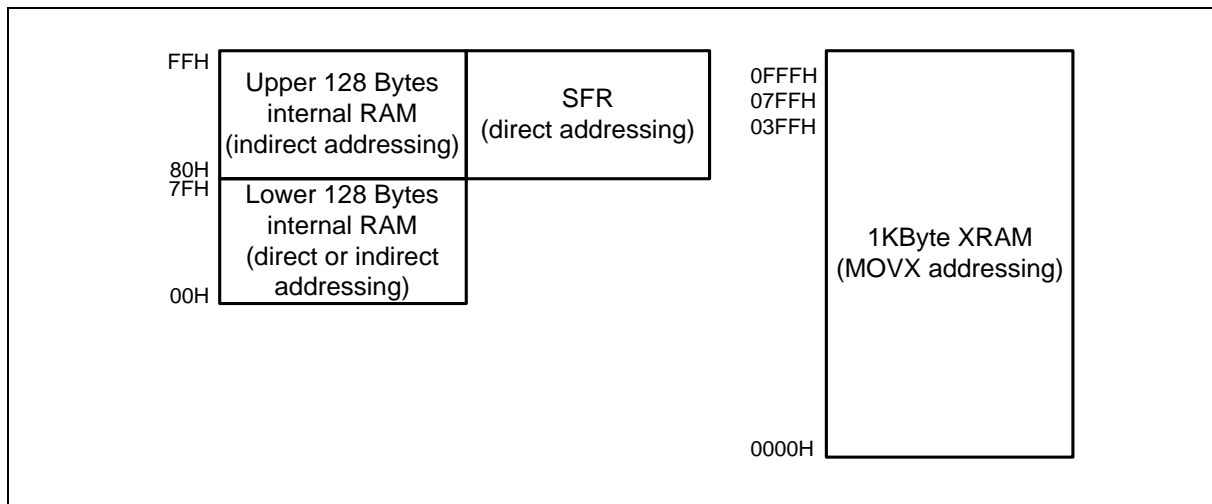 FFH
Upper 128 Bytes
internal RAM
(indirect addressing)
80H
7FH
Lower 128 Bytes
internal RAM
(direct or indirect
addressing)
00H
SFR
(direct addressing)
0FFFH
07FFH
03FFH
1KByte XRAM
(MOVX addressing)
0000H